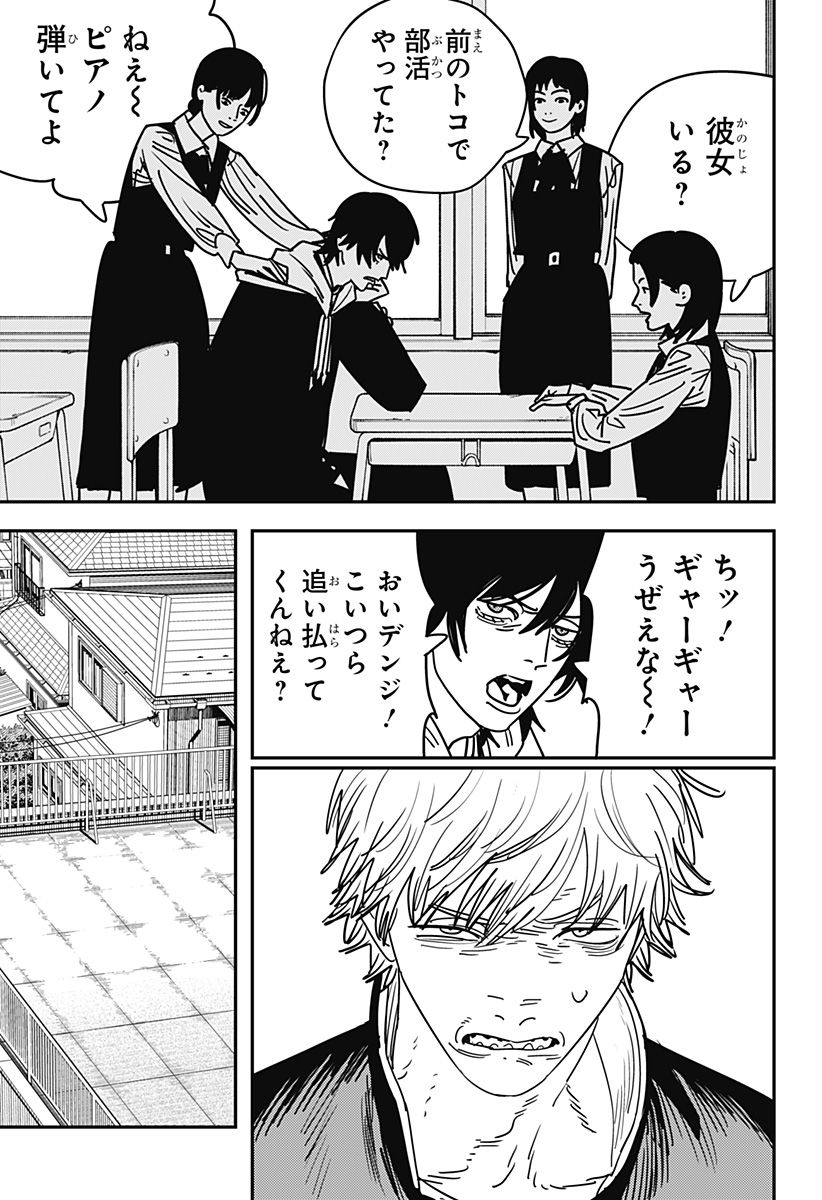 彼女
いる？
前のトコで
部活
やってた？
ねえ〜
ピアノ
弾いてよ
ちッ！
ギャーギャー
うぜえな〜！
おいデンジ！
こいつら
追い払って
くんねえ？